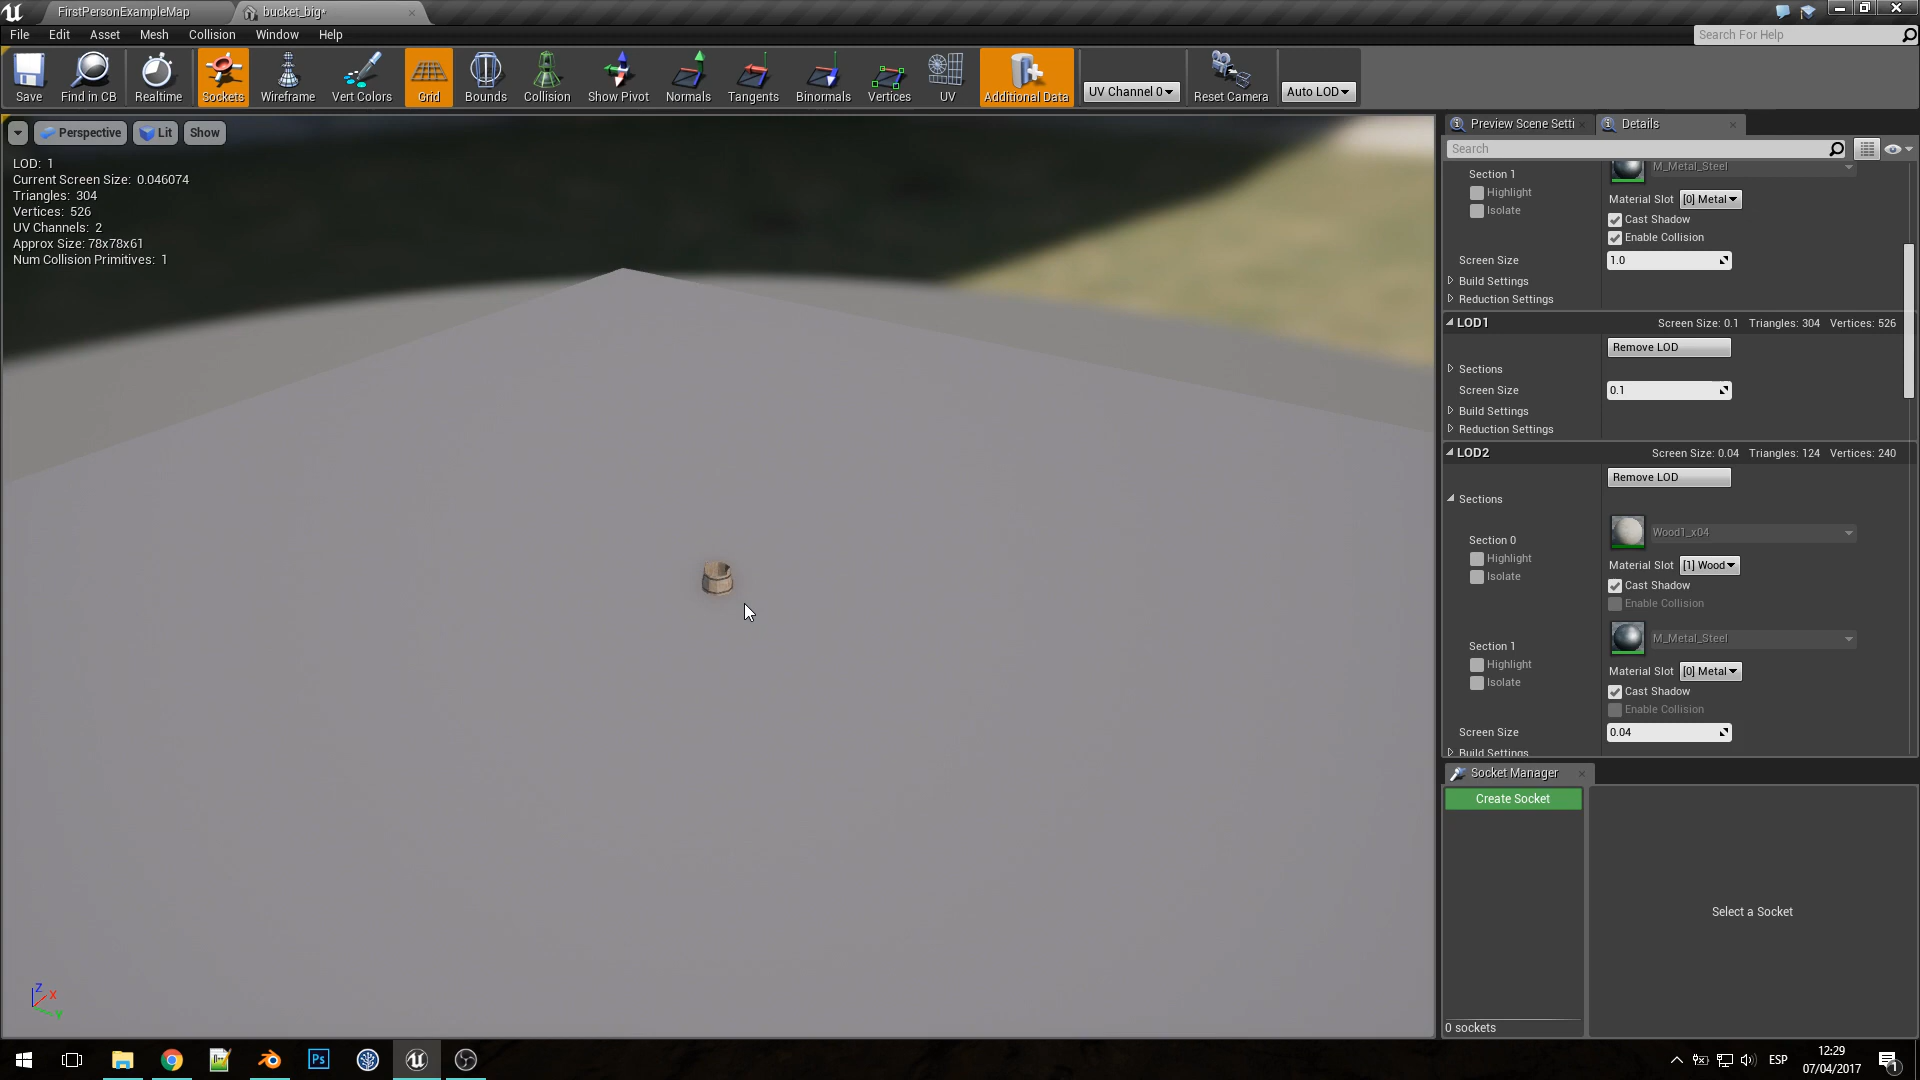 FirstPersonExampleMap
bucket_big*
File Edit Asset Mesh Collision Window Help
Search For Help
Save Find in CB Realtime Sockets Wireframe Vert Colors Grid Bounds Collision Show Pivot Normals Tangents Binormals Vertices UV Additional Data UV Channel 0 Reset Camera Auto LOD
Perspective Lit Show
LOD: 1
Current Screen Size: 0.046074
Triangles: 304
Vertices: 526
UV Channels: 2
Approx Size: 78x78x61
Num Collision Primitives: 1
Z X
Y
Preview Scene Setti Details
Search
M_Metal_Steel
Section 1
Highlight
Isolate
Material Slot [0] Metal
Cast Shadow
Enable Collision
Screen Size 1.0
Build Settings
Reduction Settings
LOD1 Screen Size: 0.1 Triangles: 304 Vertices: 526
Remove LOD
Sections
Screen Size 0.1
Build Settings
Reduction Settings
LOD2 Screen Size: 0.04 Triangles: 124 Vertices: 240
Remove LOD
Sections
Wood1_x04
Section 0
Highlight
Isolate
Material Slot [1] Wood
Cast Shadow
Enable Collision
M_Metal_Steel
Section 1
Highlight
Isolate
Material Slot [0] Metal
Cast Shadow
Enable Collision
Screen Size 0.04
Build Settings
Socket Manager
Create Socket
Select a Socket
0 sockets
Ps
ESP
12:29
07/04/2017
1